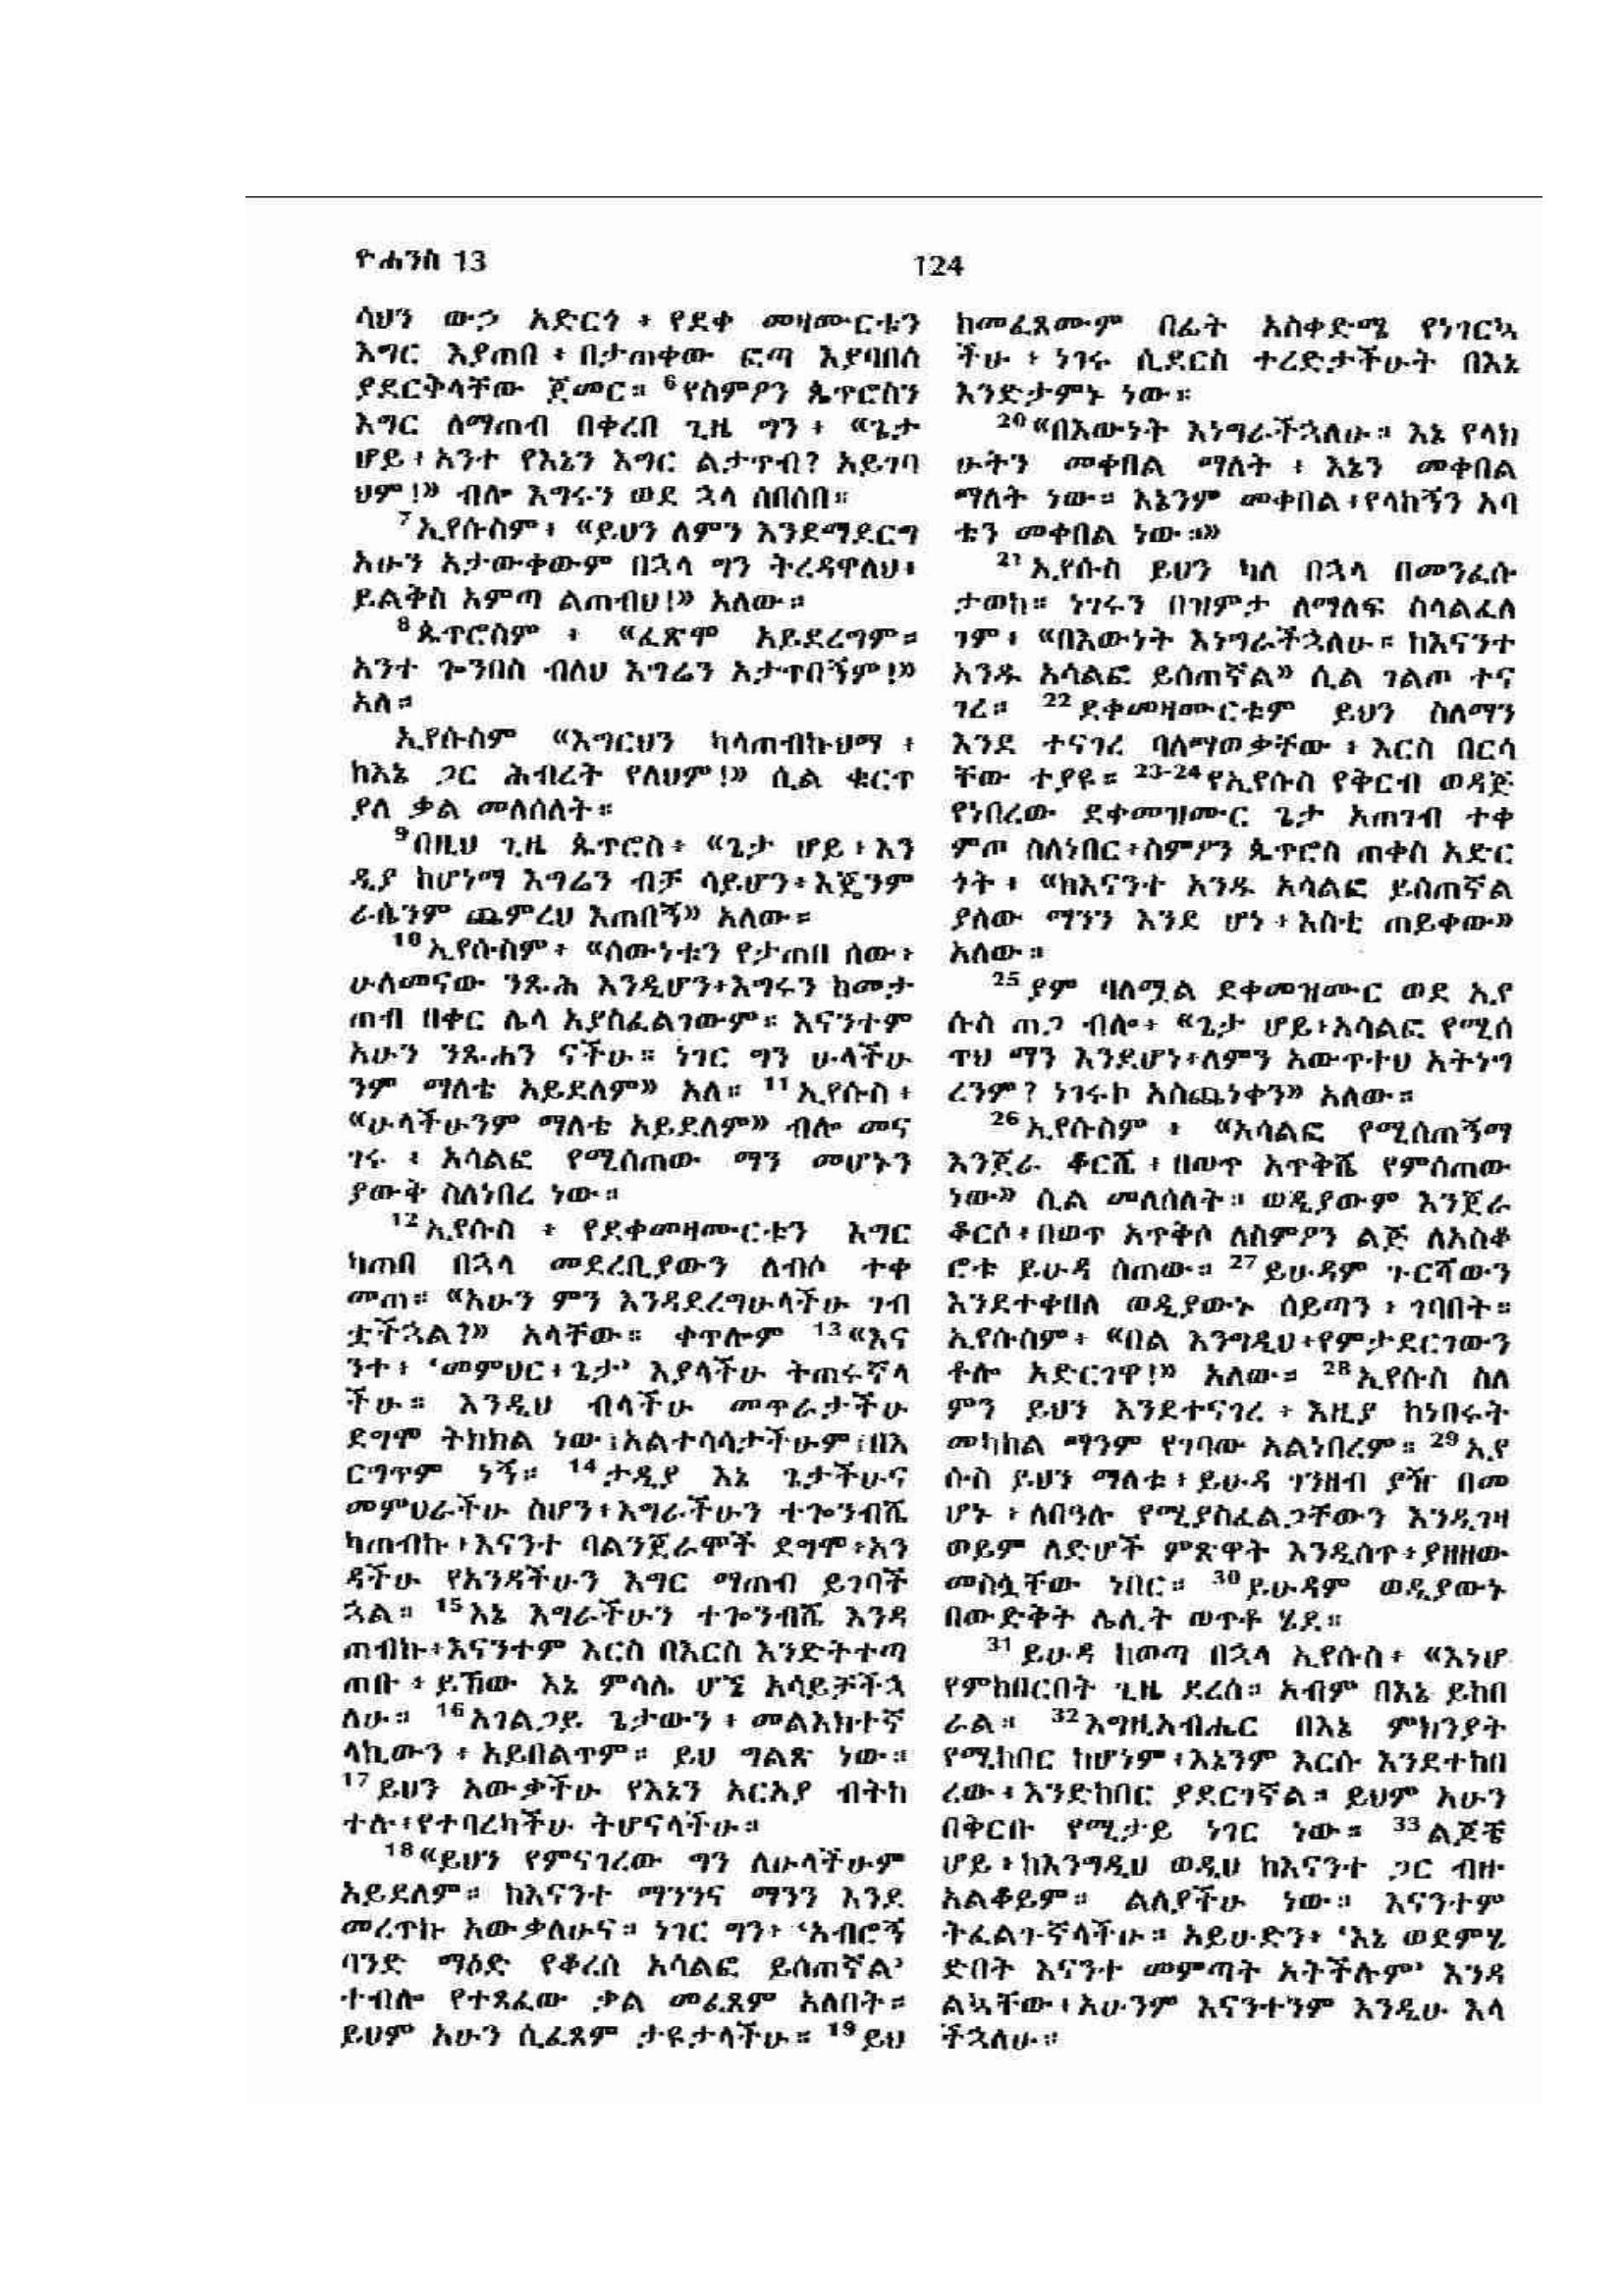 ዮሐንስ 13
124
ሳህን ውኃ አድርጎ ፥ የደቀ መዛሙርቱን
እግር እያጠበ ፥ በታጠቀው ፎጣ እያባበሰ
ያደርቅላቸው ጀመር። 6የስምዖን ጴጥሮስን
እግር ለማጠብ በቀረበ ጊዜ ግን ፥ «ጌታ
ሆይ ፥ አንተ የእኔን እግር ልታጥብ? አይገባ
ህም !» ብሎ እግሩን ወደ ኋላ ሰበሰበ።
7ኢየሱስም ፥ «ይህን ለምን እንደማደርግ
አሁን አታውቀውም በኋላ ግን ትረዳዋለህ፥
ይልቅስ አምጣ ልጠብህ!» አለው።
8ጴጥሮስም ፥ «ፈጽሞ አይደረግም።
አንተ ጐንበስ ብለህ እግሬን አታጥበኝም!»
አለ።
ኢየሱስም «እግርህን ካላጠብኩህማ ፥
ከእኔ ጋር ሕብረት የለህም!» ሲል ቁርጥ
ያለ ቃል መለሰለት።
9በዚህ ጊዜ ጴጥሮስ፥ «ጌታ ሆይ ፥ እን
ዲያ ከሆነማ እግሬን ብቻ ሳይሆን፥ እጄንም
ራሴንም ጨምረህ እጠበኝ» አለው።
10ኢየሱስም፥ «ሰውነቱን የታጠበ ሰው፥
ሁለመናው ንጹሕ እንዲሆን፥እግሩን ከመታ
ጠብ በቀር ሌላ አያስፈልገውም። እናንተም
አሁን ንጹሐን ናችሁ። ነገር ግን ሁላችሁ
ንም ማለቴ አይደለም» አለ። 11ኢየሱስ ፥
«ሁላችሁንም ማለቴ አይደለም» ብሎ መና
ገሩ ፥ አሳልፎ የሚሰጠው ማን መሆኑን
ያውቅ ስለነበረ ነው።
12ኢየሱስ ፥ የደቀመዛሙርቱን እግር
ካጠበ በኋላ መደረቢያውን ለብሶ ተቀ
መጠ። «አሁን ምን እንዳደረግሁላችሁ ገብ
ቷችኋል?» አላቸው። ቀጥሎም 13«እና
ንተ፥ ‘መምህር፥ጌታ’ እያላችሁ ትጠሩኛላ
ችሁ። እንዲህ ብላችሁ መጥራታችሁ
ደግሞ ትክክል ነው፤አልተሳሳታችሁም፤በእ
ርግጥም ነኝ። 14ታዲያ እኔ ጌታችሁና
መምህራችሁ ስሆን፥እግራችሁን ተጐንብሼ
ካጠብኩ፥እናንተ ባልንጀራሞች ደግሞ፥አን
ዳችሁ የአንዳችሁን እግር ማጠብ ይገባች
ኋል። 15እኔ እግራችሁን ተጐንብሼ እንዳ
ጠብኩ፥እናንተም እርስ በእርስ እንድትተጣ
ጠቡ ፥ ይኸው እኔ ምሳሌ ሆኜ አሳይቻችኋ
ለሁ። 16አገልጋይ ጌታውን ፥ መልእክተኛ
ላኪውን ፥ አይበልጥም። ይህ ግልጽ ነው።
17ይህን አውቃችሁ የእኔን አርአያ ብትከ
ተሉ፥የተባረካችሁ ትሆናላችሁ።
18«ይህን የምናገረው ግን ለሁላችሁም
አይደለም። ከእናንተ ማንንና ማንን እንደ
መረጥኩ አውቃለሁና። ነገር ግን፥ ‘አብሮኝ
ባንድ ማዕድ የቆረሰ አሳልፎ ይሰጠኛል’
ተብሎ የተጻፈው ቃል መፈጸም አለበት።
ይህም አሁን ሲፈጸም ታዩታላችሁ። 19ይህ
ከመፈጸሙም በፊት አስቀድሜ የነገርኳ
ችሁ ፥ ነገሩ ሲደርስ ተረድታችሁት በእኔ
እንድታምኑ ነው።
20«በእውነት እነግራችኋለሁ። እኔ የላክ
ሁትን መቀበል ማለት ፥ እኔን መቀበል
ማለት ነው። እኔንም መቀበል፥የላከኝን አባ
ቴን መቀበል ነው።»
21ኢየሱስ ይህን ካለ በኋላ በመንፈሱ
ታወከ። ነገሩን በዝምታ ለማለፍ ስላልፈለ
ገም፥ «በእውነት እነግራችኋለሁ። ከእናንተ
አንዱ አሳልፎ ይሰጠኛል» ሲል ገልጦ ተና
ገረ። 22ደቀመዛሙርቱም ይህን ስለማን
እንደ ተናገረ ባለማወቃቸው ፥ እርስ በርሳ
ቸው ተያዩ። 23-24የኢየሱስ የቅርብ ወዳጅ
የነበረው ደቀመዝሙር ጌታ አጠገብ ተቀ
ምጦ ስለነበር፥ስምዖን ጴጥሮስ ጠቀስ አድር
ጎት ፥ «ከእናንተ አንዱ አሳልፎ ይሰጠኛል
ያለው ማንን እንደ ሆነ ፥ እስቲ ጠይቀው»
አለው።
25ያም ባለሟል ደቀመዝሙር ወደ ኢየ
ሱስ ጠጋ ብሎ፥ «ጌታ ሆይ፥አሳልፎ የሚሰ
ጥህ ማን እንደሆነ፥ለምን አውጥተህ አትነግ
ረንም? ነገሩኮ አስጨነቀን» አለው።
26ኢየሱስም ፥ «አሳልፎ የሚሰጠኝማ
እንጀራ ቆርሼ ፥ በወጥ አጥቅሼ የምሰጠው
ነው» ሲል መለሰለት። ወዲያውም እንጀራ
ቆርሶ፥በወጥ አጥቅሶ ለስምዖን ልጅ ለአስቆ
ሮቱ ይሁዳ ሰጠው። 27ይሁዳም ጉርሻውን
እንደተቀበለ ወዲያውኑ ሰይጣን ፥ ገባበት።
ኢየሱስም፥ «በል እንግዲህ፥የምታደርገውን
ቶሎ አድርገዋ!» አለው። 28ኢየሱስ ስለ
ምን ይህን እንደተናገረ ፥ እዚያ ከነበሩት
መካከል ማንም የገባው አልነበረም። 29ኢየ
ሱስ ይህን ማለቱ፥ ይሁዳ ገንዘብ ያዥ በመ
ሆኑ ፥ ለበዓሉ የሚያስፈልጋቸውን እንዲገዛ
ወይም ለድሆች ምጽዋት እንዲሰጥ፥ያዘዘው
መስሏቸው ነበር። 30ይሁዳም ወዲያውኑ
በውድቅት ሌሊት ወጥቶ ሄደ።
31ይሁዳ ከወጣ በኋላ ኢየሱስ፥ «እነሆ
የምከበርበት ጊዜ ደረሰ። አብም በእኔ ይከበ
ራል። 32እግዚአብሔር በእኔ ምክንያት
የሚከበር ከሆነም፥እኔንም እርሱ እንደተከበ
ረው፥እንድከበር ያደርገኛል። ይህም አሁን
በቅርቡ የሚታይ ነገር ነው። 33ልጆቼ
ሆይ፥ከእንግዲህ ወዲህ ከእናንተ ጋር ብዙ
አልቆይም። ልለያችሁ ነው። እናንተም
ትፈልጉኛላችሁ። አይሁድን፥ ‘እኔ ወደምሄ
ድበት እናንተ መምጣት አትችሉም’ እንዳ
ልኳቸው፥አሁንም እናንተንም እንዲሁ እላ
ችኋለሁ።